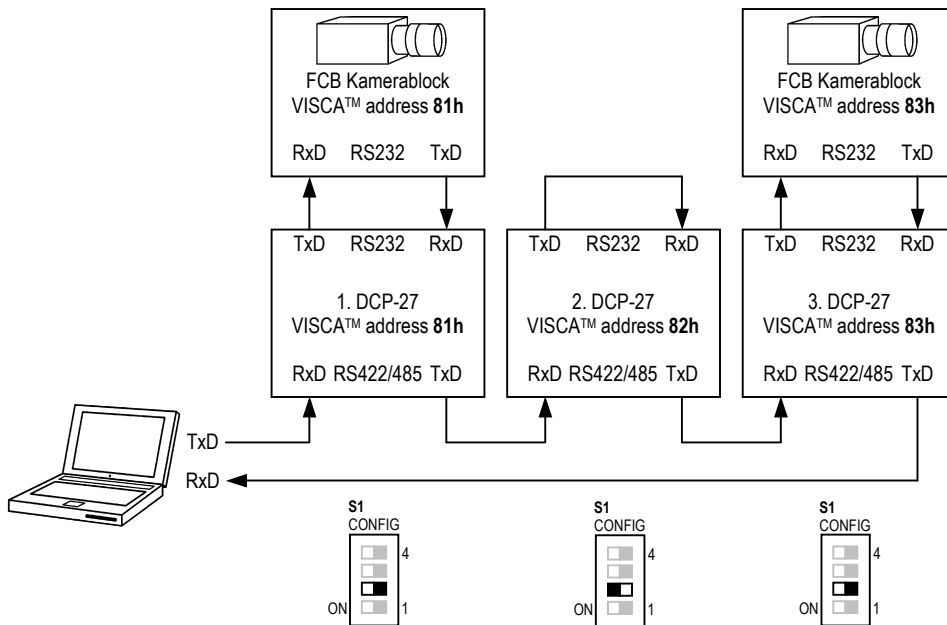 FCB Kamerablock
VISCA™ address 81h
RxD RS232 TxD
FCB Kamerablock
VISCA™ address 83h
RxD RS232 TxD
TxD RS232 RxD
1. DCP-27
VISCA™ address 81h
RxD RS422/485 TxD
TxD RS232 RxD
2. DCP-27
VISCA™ address 82h
RxD RS422/485 TxD
TxD RS232 RxD
3. DCP-27
VISCA™ address 83h
RxD RS422/485 TxD
TxD
RxD
S1
CONFIG
4
ON 1
S1
CONFIG
4
ON 1
S1
CONFIG
4
ON 1